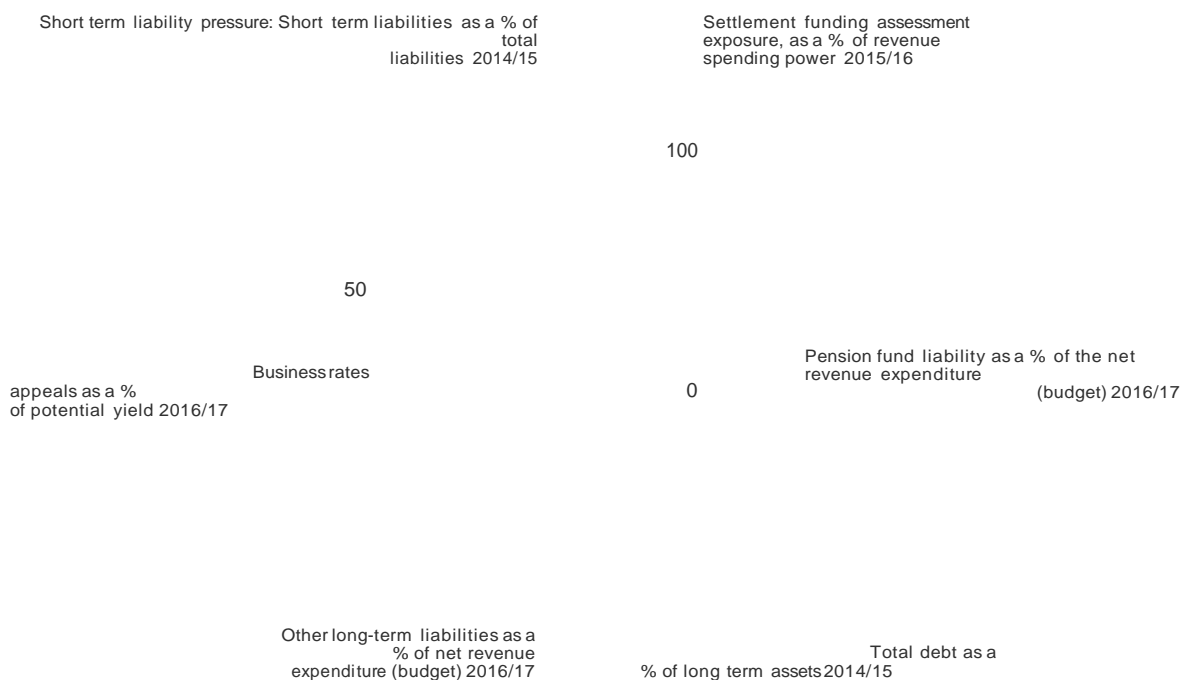 Short term liability pressure: Short term liabilities as a % of
total
liabilities 2014/15
Settlement funding assessment
exposure, as a % of revenue
spending power 2015/16
100
50
Business rates
appeals as a %
of potential yield 2016/17
0
Pension fund liability as a % of the net
revenue expenditure
(budget) 2016/17
Other long-term liabilities as a
% of net revenue
expenditure (budget) 2016/17
Total debt as a
% of long term assets 2014/15